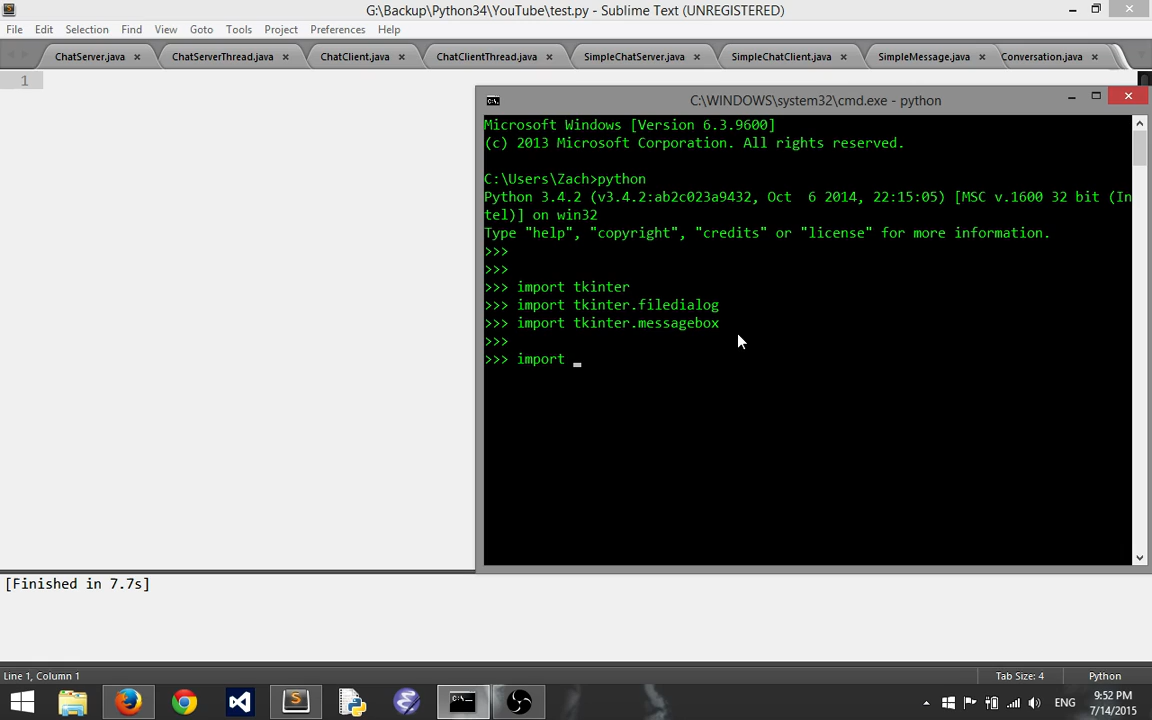 G:\Backup\Python34\YouTube\test.py - Sublime Text (UNREGISTERED)
File Edit Selection Find View Goto Tools Project Preferences Help
ChatServer.java × ChatServerThread.java × ChatClient.java × ChatClientThread.java × SimpleChatServer.java × SimpleChatClient.java × SimpleMessage.java × Conversation.java ×
1
C:\WINDOWS\system32\cmd.exe - python
Microsoft Windows [Version 6.3.9600]
(c) 2013 Microsoft Corporation. All rights reserved.
C:\Users\Zach>python
Python 3.4.2 (v3.4.2:ab2c023a9432, Oct  6 2014, 22:15:05) [MSC v.1600 32 bit (In
tel)] on win32
Type "help", "copyright", "credits" or "license" for more information.
>>>
>>>
>>> import tkinter
>>> import tkinter.filedialog
>>> import tkinter.messagebox
>>>
>>> import _
[Finished in 7.7s]
Line 1, Column 1 Tab Size: 4 Python
ENG
9:52 PM
7/14/2015